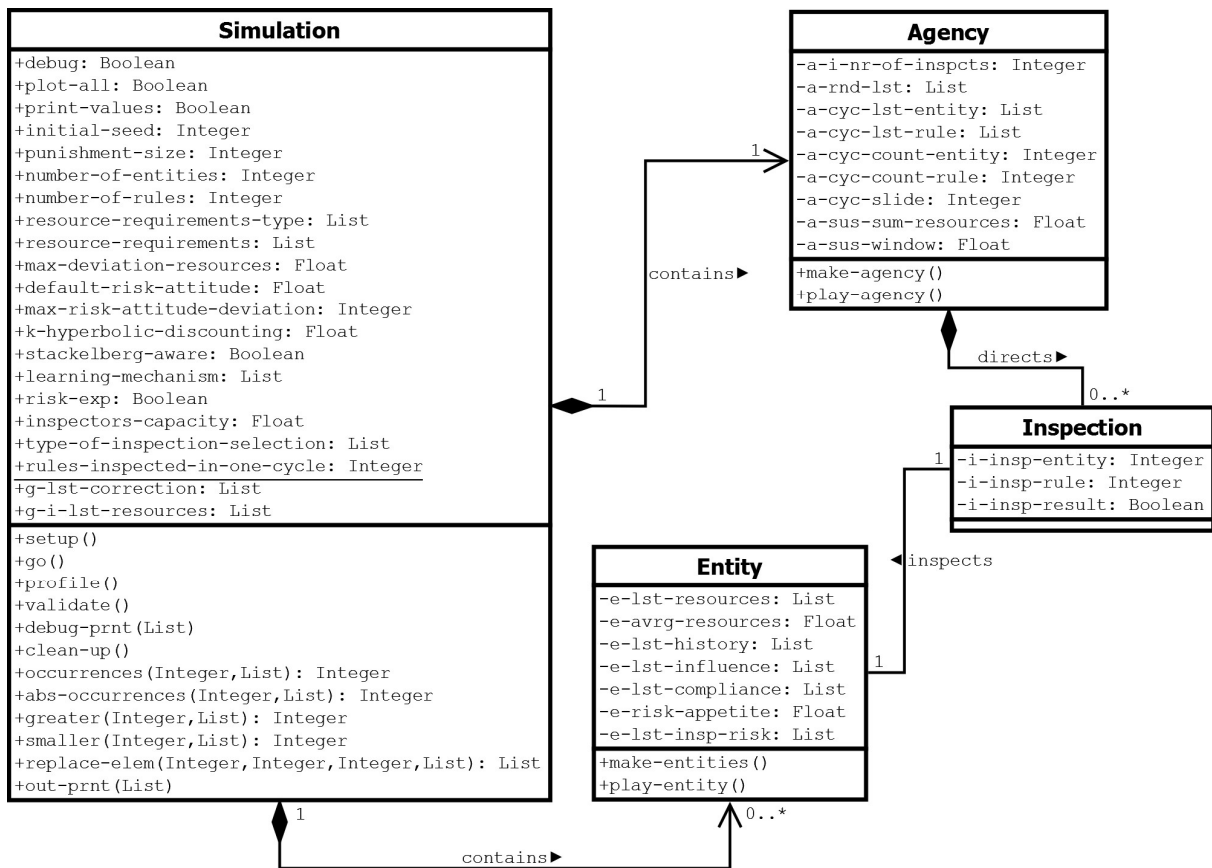 Simulation
+debug: Boolean
+plot-all: Boolean
+print-values: Boolean
+initial-seed: Integer
+punishment-size: Integer
+number-of-entities: Integer
+number-of-rules: Integer
+resource-requirements-type: List
+resource-requirements: List
+max-deviation-resources: Float
+default-risk-attitude: Float
+max-risk-attitude-deviation: Integer
+k-hyperbolic-discounting: Float
+stackelberg-aware: Boolean
+learning-mechanism: List
+risk-exp: Boolean
+inspectors-capacity: Float
+type-of-inspection-selection: List
+rules-inspected-in-one-cycle: Integer
+g-lst-correction: List
+g-i-lst-resources: List
+setup()
+go()
+profile()
+validate()
+debug-prnt(List)
+clean-up()
+occurrences(Integer,List): Integer
+abs-occurrences(Integer,List): Integer
+greater(Integer,List): Integer
+smaller(Integer,List): Integer
+replace-elem(Integer,Integer,Integer,List): List
+out-prnt(List)
1
contains►
1
Agency
-a-i-nr-of-inspcts: Integer
-a-rnd-lst: List
-a-cyc-lst-entity: List
-a-cyc-lst-rule: List
-a-cyc-count-entity: Integer
-a-cyc-count-rule: Integer
-a-cyc-slide: Integer
-a-sus-sum-resources: Float
-a-sus-window: Float
+make-agency()
+play-agency()
directs►
0..*
Inspection
-i-insp-entity: Integer
-i-insp-rule: Integer
-i-insp-result: Boolean
1
◄inspects
1
Entity
-e-lst-resources: List
-e-avrg-resources: Float
-e-lst-history: List
-e-lst-influence: List
-e-lst-compliance: List
-e-risk-appetite: Float
-e-lst-insp-risk: List
+make-entities()
+play-entity()
1
contains►
0..*